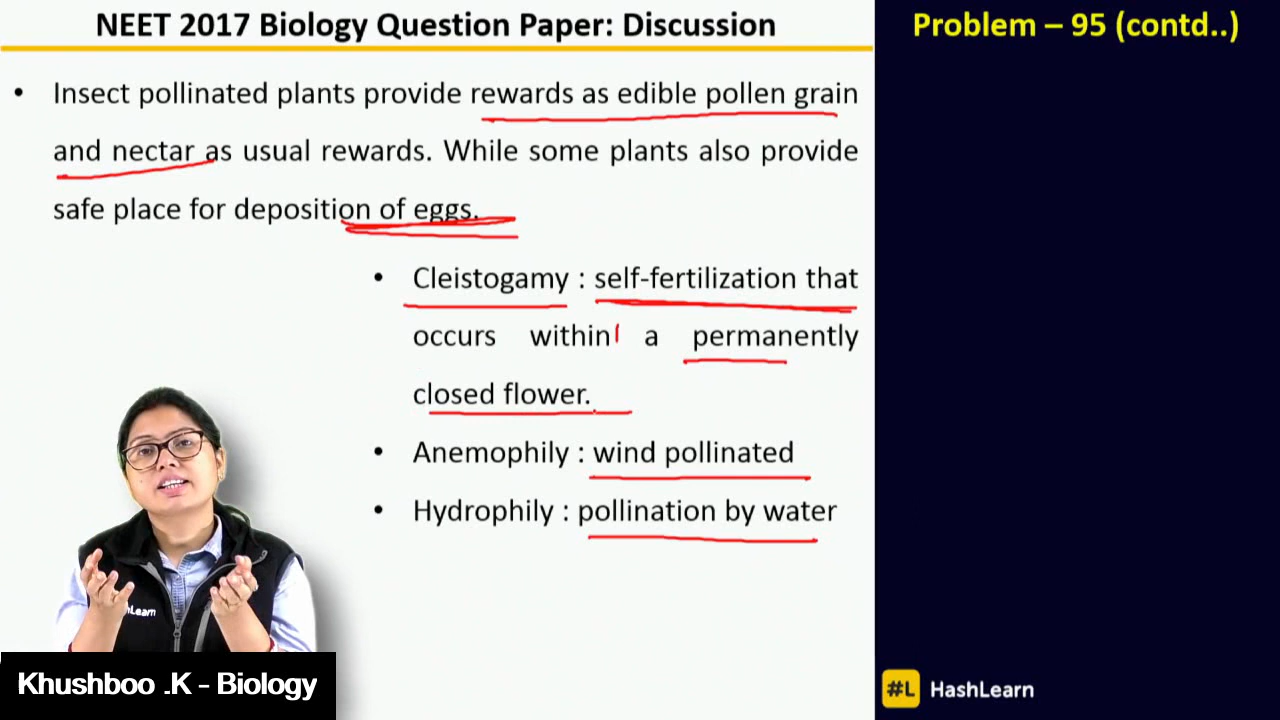 NEET 2017 Biology Question Paper: Discussion
Problem – 95 (contd..)
• Insect pollinated plants provide rewards as edible pollen grain
and nectar as usual rewards. While some plants also provide
safe place for deposition of eggs.
• Cleistogamy : self-fertilization that
occurs within a permanently
closed flower.
• Anemophily : wind pollinated
• Hydrophily : pollination by water
hLearn
Khushboo .K – Biology
#L HashLearn